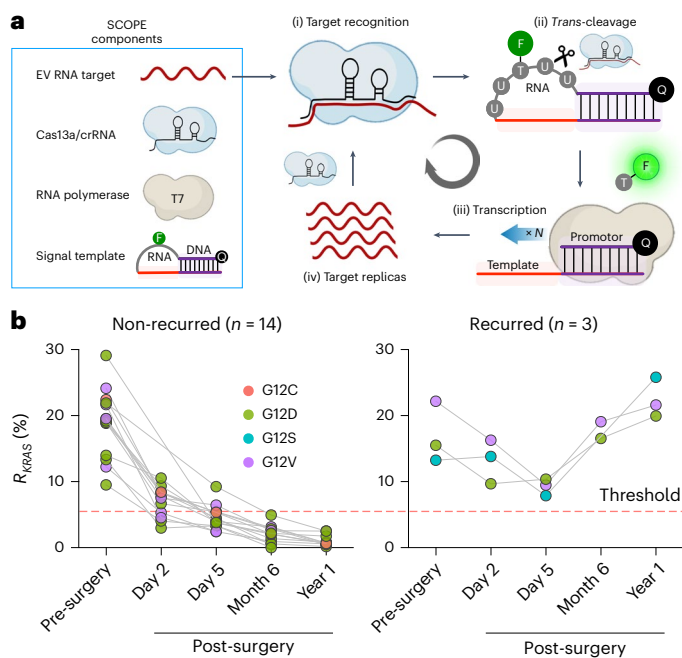 a
SCOPE
components
EV RNA target
Cas13a/crRNA
RNA polymerase
T7
Signal template
F
RNA
DNA
Q
(i) Target recognition
(ii) Trans-cleavage
F
U
U
T
U
U
RNA
Q
F
T
(iii) Transcription
× N
Promotor
Q
Template
(iv) Target replicas
b
Non-recurred (n = 14)
30
20
10
0
R_KRAS (%)
G12C
G12D
G12S
G12V
Pre-surgery
Day 2
Day 5
Month 6
Year 1
Post-surgery
Recurred (n = 3)
30
20
10
0
Threshold
Pre-surgery
Day 2
Day 5
Month 6
Year 1
Post-surgery